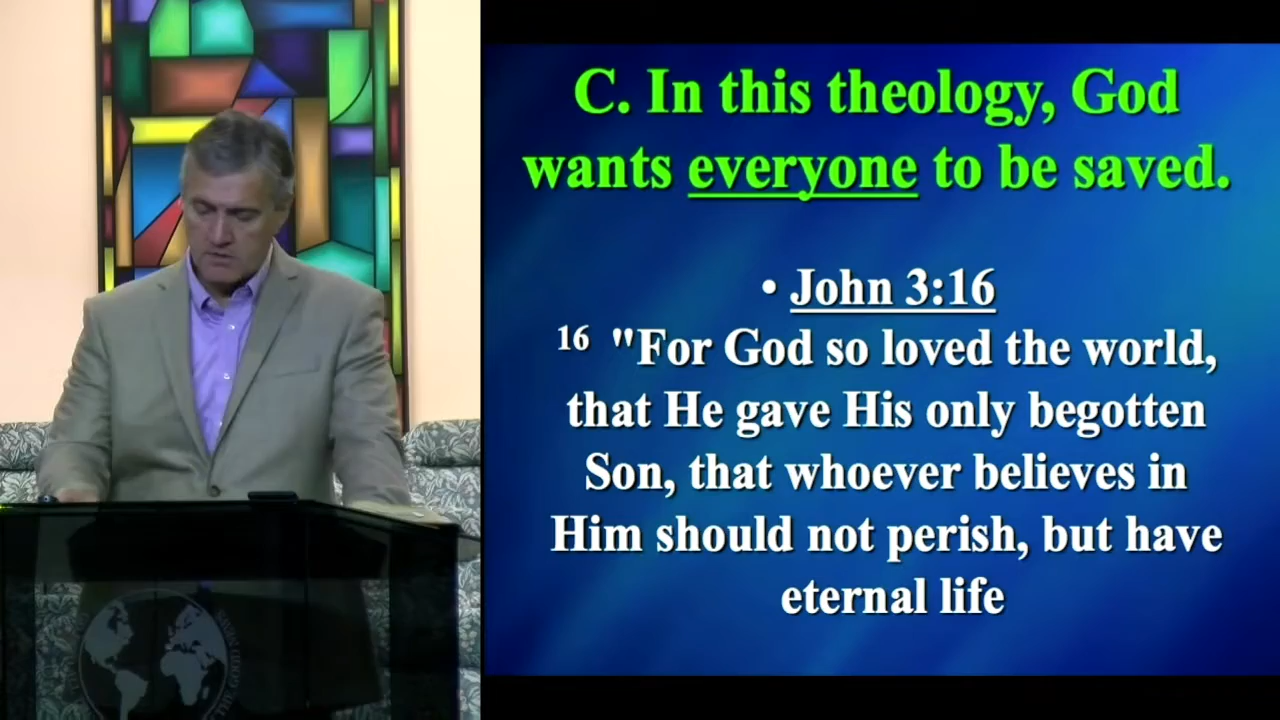 C. In this theology, God
wants everyone to be saved.
• John 3:16
16 "For God so loved the world,
that He gave His only begotten
Son, that whoever believes in
Him should not perish, but have
eternal life